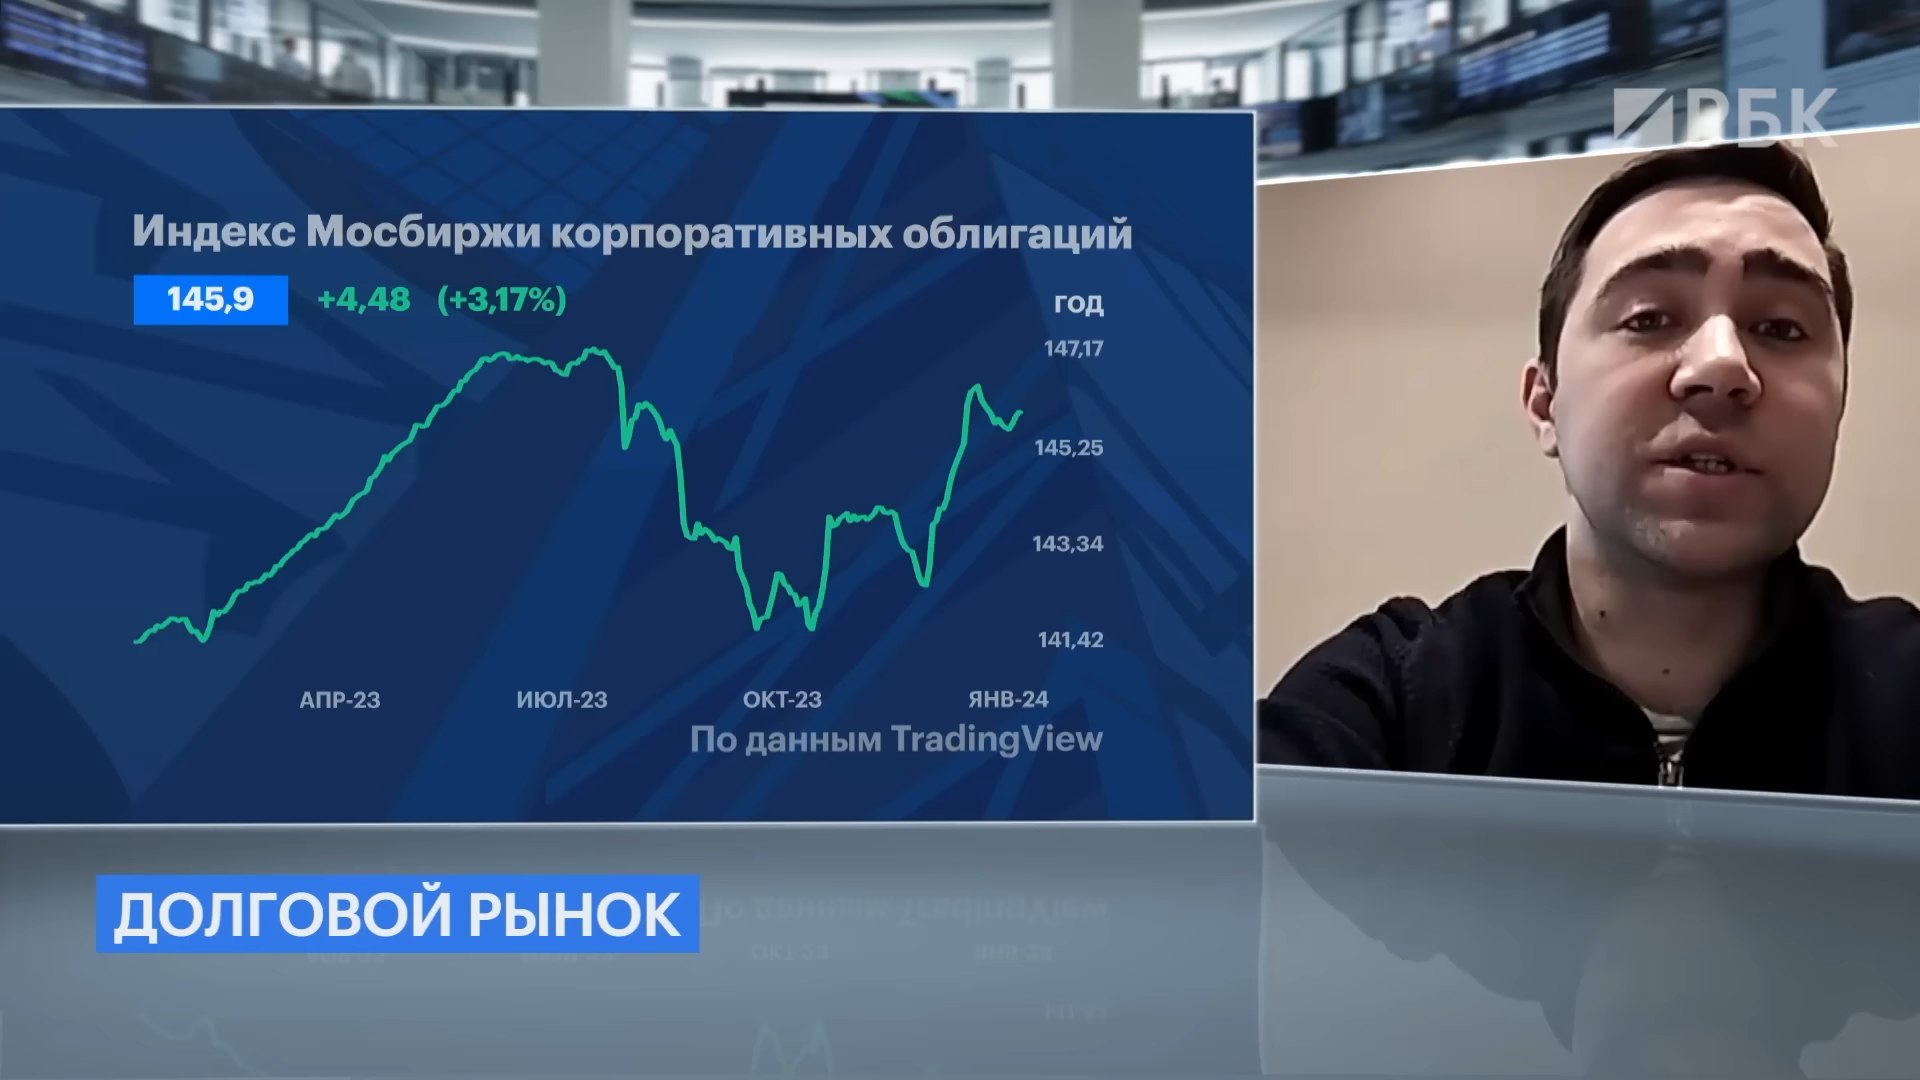 РБК
Индекс Мосбиржи корпоративных облигаций
145,9 +4,48 (+3,17%)
ГОД
147,17
145,25
143,34
141,42
АПР-23 ИЮЛ-23 ОКТ-23 ЯНВ-24
По данным TradingView
ДОЛГОВОЙ РЫНОК